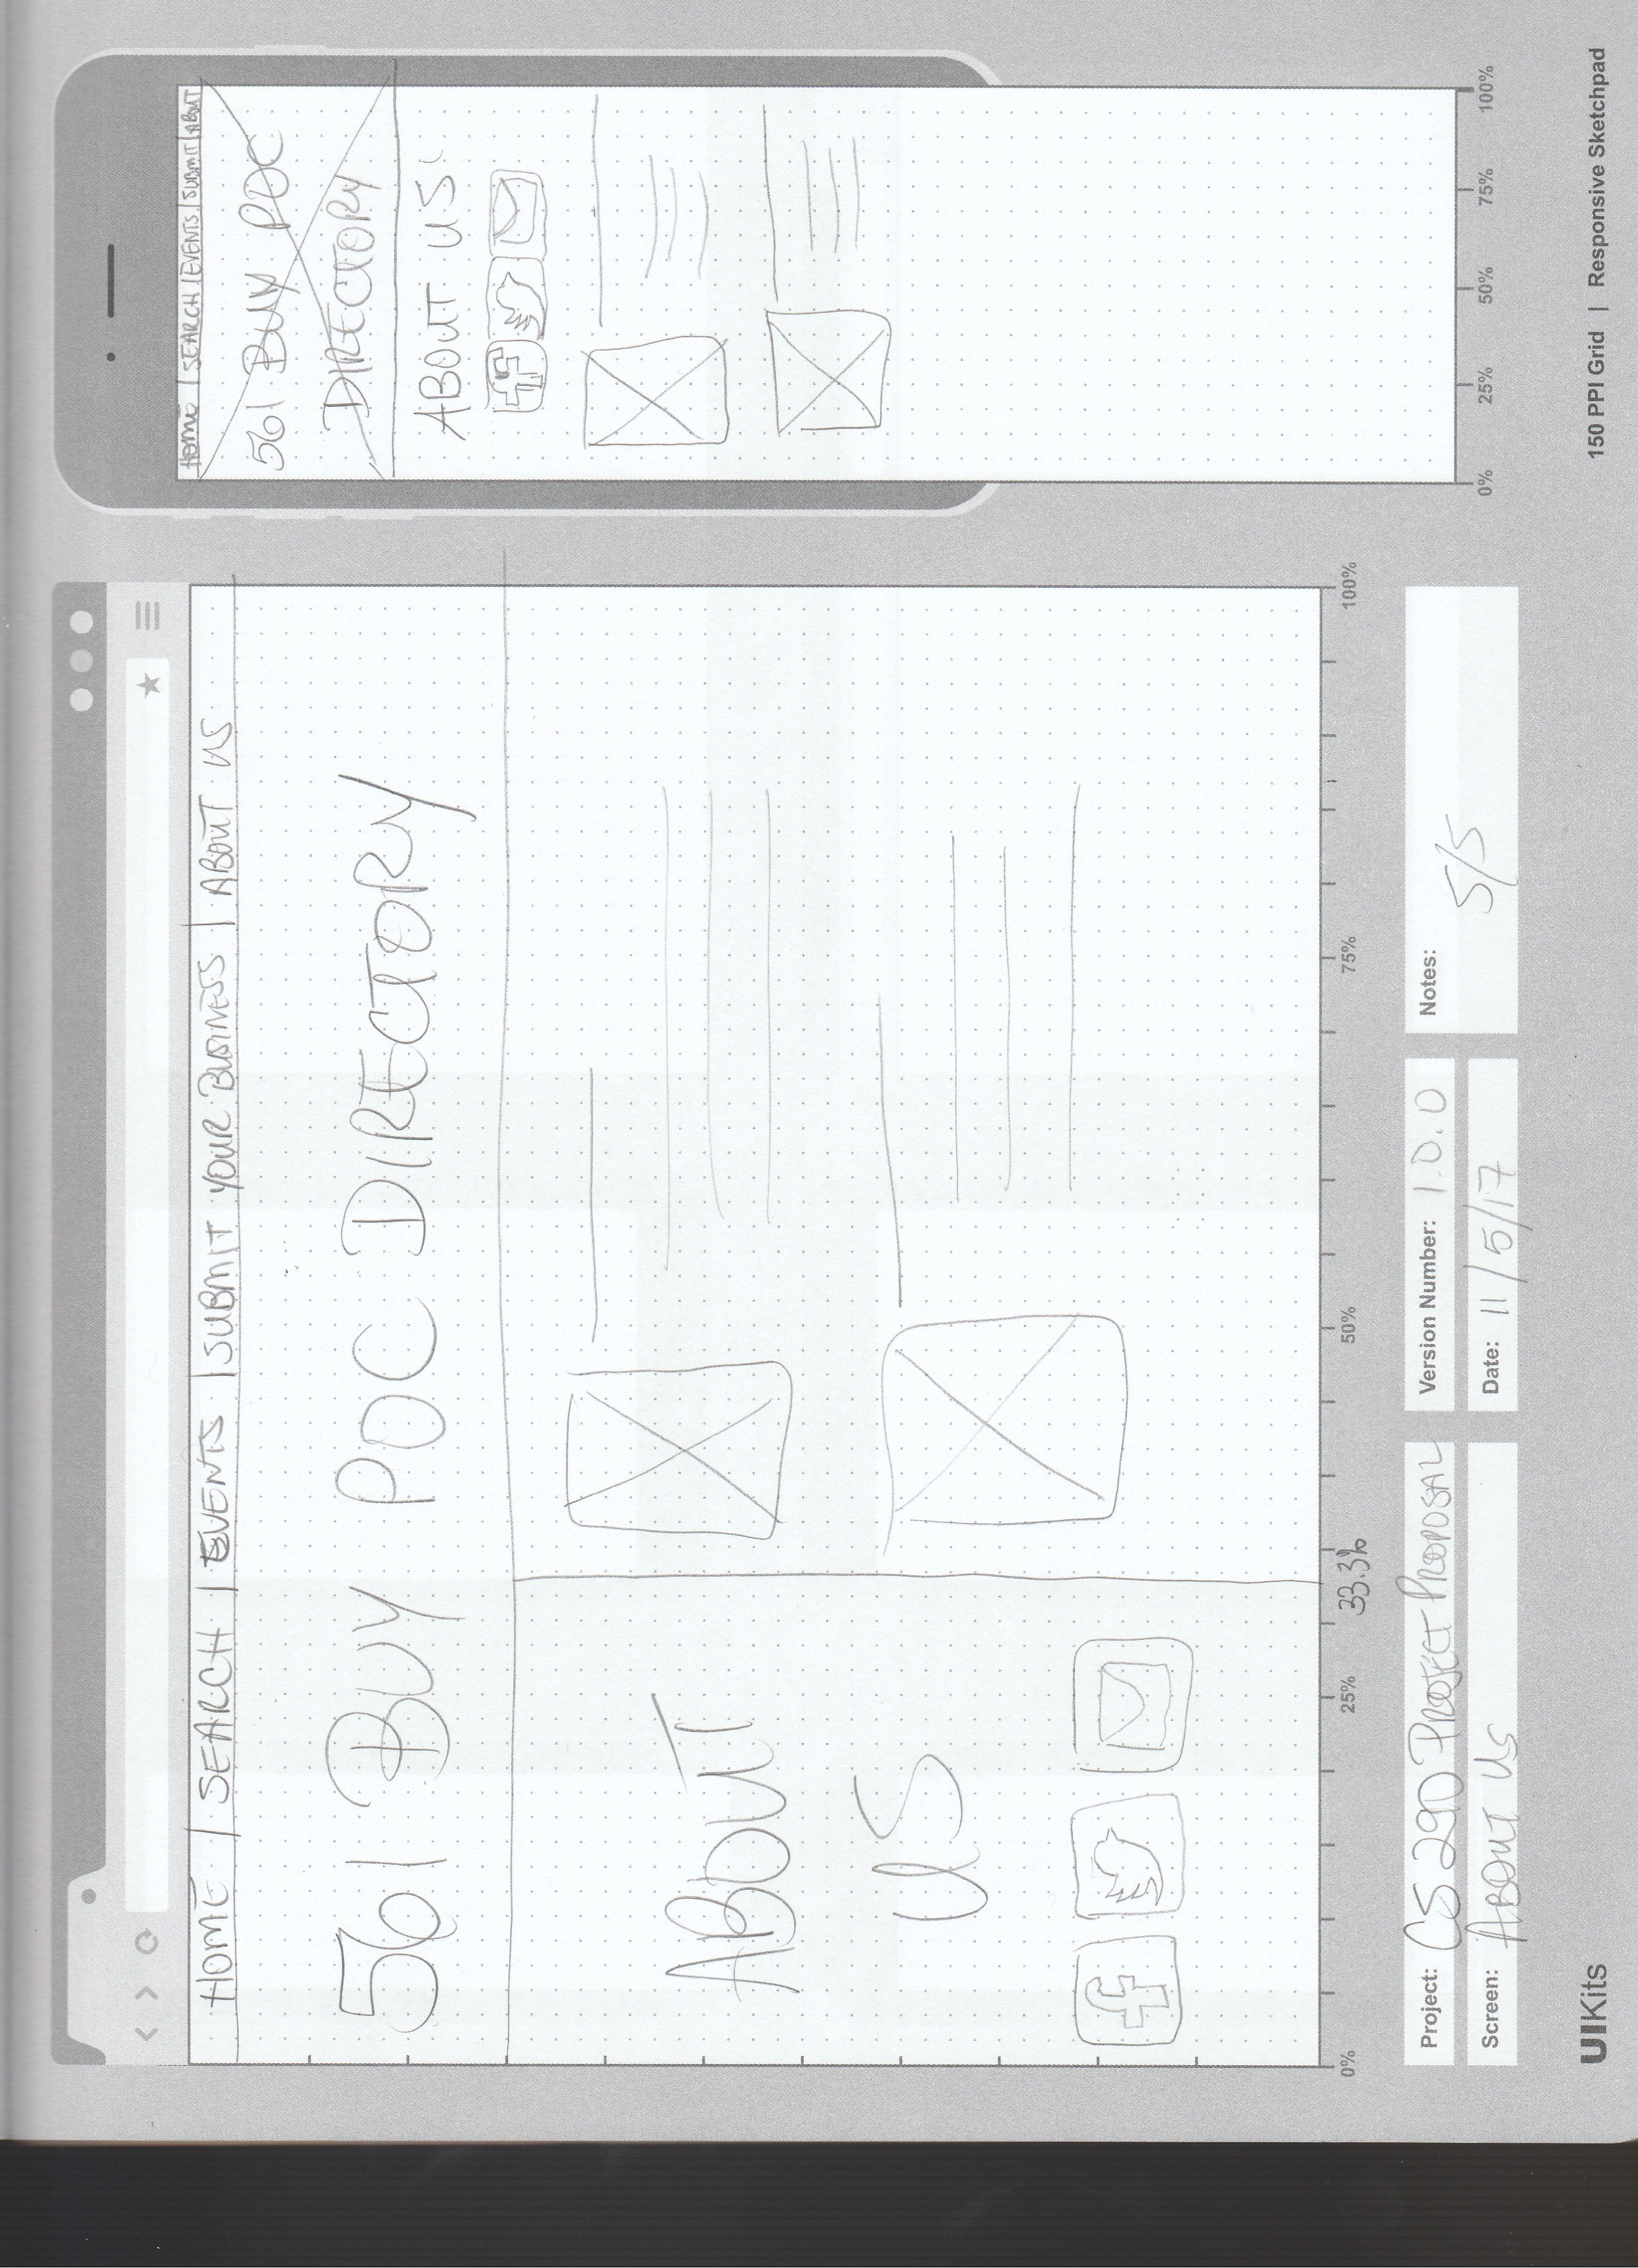 HOME | SEARCH | EVENTS | SUBMIT YOUR BUSINESS | ABOUT US
561 BUY POC DIRECTORY
ABOUT
US
0% 25% 33.3% 50% 75% 100%
Project: CS 290 PROJECT PROPOSAL
Screen: ABOUT US
Version Number: 1.0.0
Date: 11/5/17
Notes:
5/5
HOME | SEARCH | EVENTS | SUBMIT | ABOUT
561 BUY POC
DIRECTORY
ABOUT US
0% 25% 50% 75% 100%
UIKits
150 PPI Grid | Responsive Sketchpad